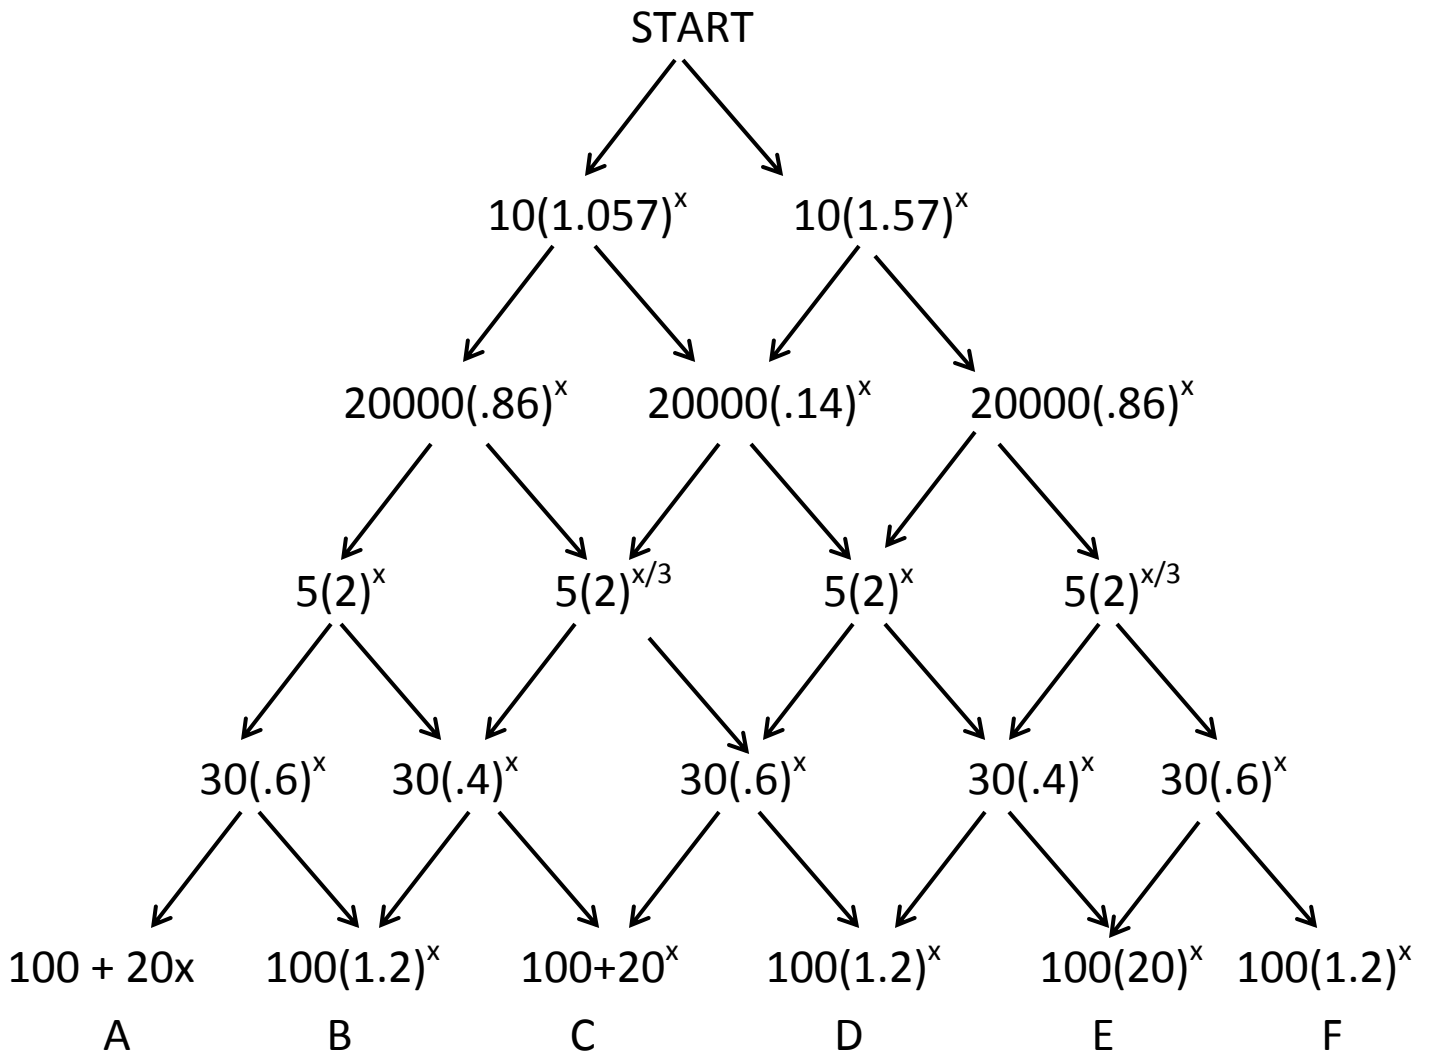 START
10(1.057)^x 10(1.57)^x
20000(.86)^x 20000(.14)^x 20000(.86)^x
5(2)^x 5(2)^x/3 5(2)^x 5(2)^x/3
30(.6)^x 30(.4)^x 30(.6)^x 30(.4)^x 30(.6)^x
100 + 20x 100(1.2)^x 100+20^x 100(1.2)^x 100(20)^x 100(1.2)^x
A B C D E F